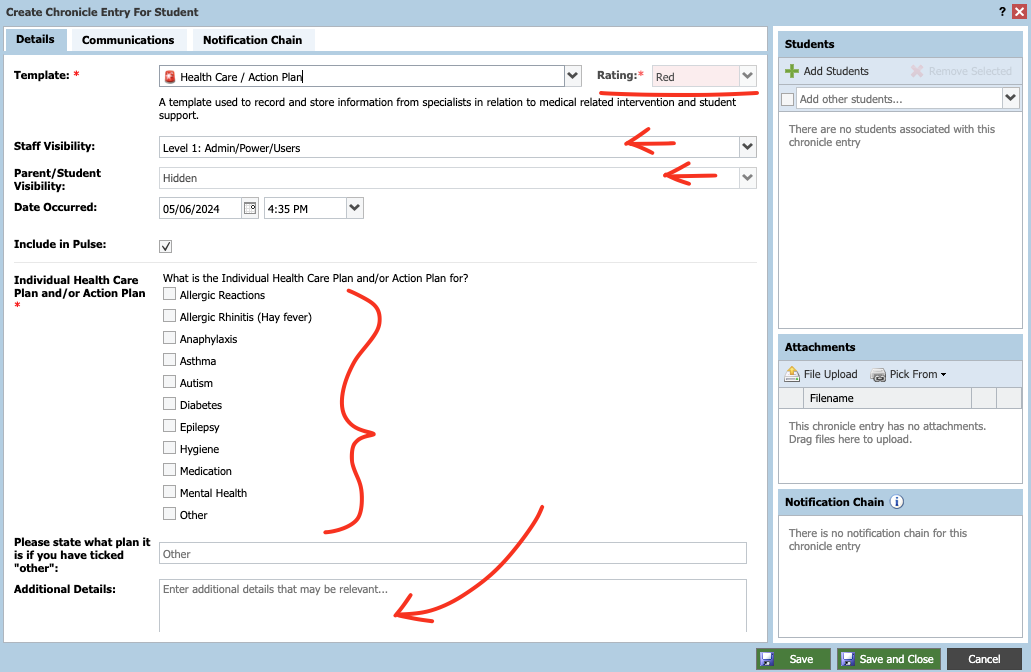 Create Chronicle Entry For Student
?
Details
Communications
Notification Chain
Template: *
Health Care / Action Plan
Rating:*
Red
A template used to record and store information from specialists in relation to medical related intervention and student
support.
Staff Visibility:
Level 1: Admin/Power/Users
Parent/Student
Visibility:
Hidden
Date Occurred:
05/06/2024
4:35 PM
Include in Pulse:
Individual Health Care
Plan and/or Action Plan
*
What is the Individual Health Care Plan and/or Action Plan for?
Allergic Reactions
Allergic Rhinitis (Hay fever)
Anaphylaxis
Asthma
Autism
Diabetes
Epilepsy
Hygiene
Medication
Mental Health
Other
Please state what plan it
is if you have ticked
"other":
Other
Additional Details:
Enter additional details that may be relevant...
Students
Add Students
Remove Selected
Add other students...
There are no students associated with this
chronicle entry
Attachments
File Upload
Pick From
Filename
This chronicle entry has no attachments.
Drag files here to upload.
Notification Chain
i
There is no notification chain for this
chronicle entry
Save
Save and Close
Cancel